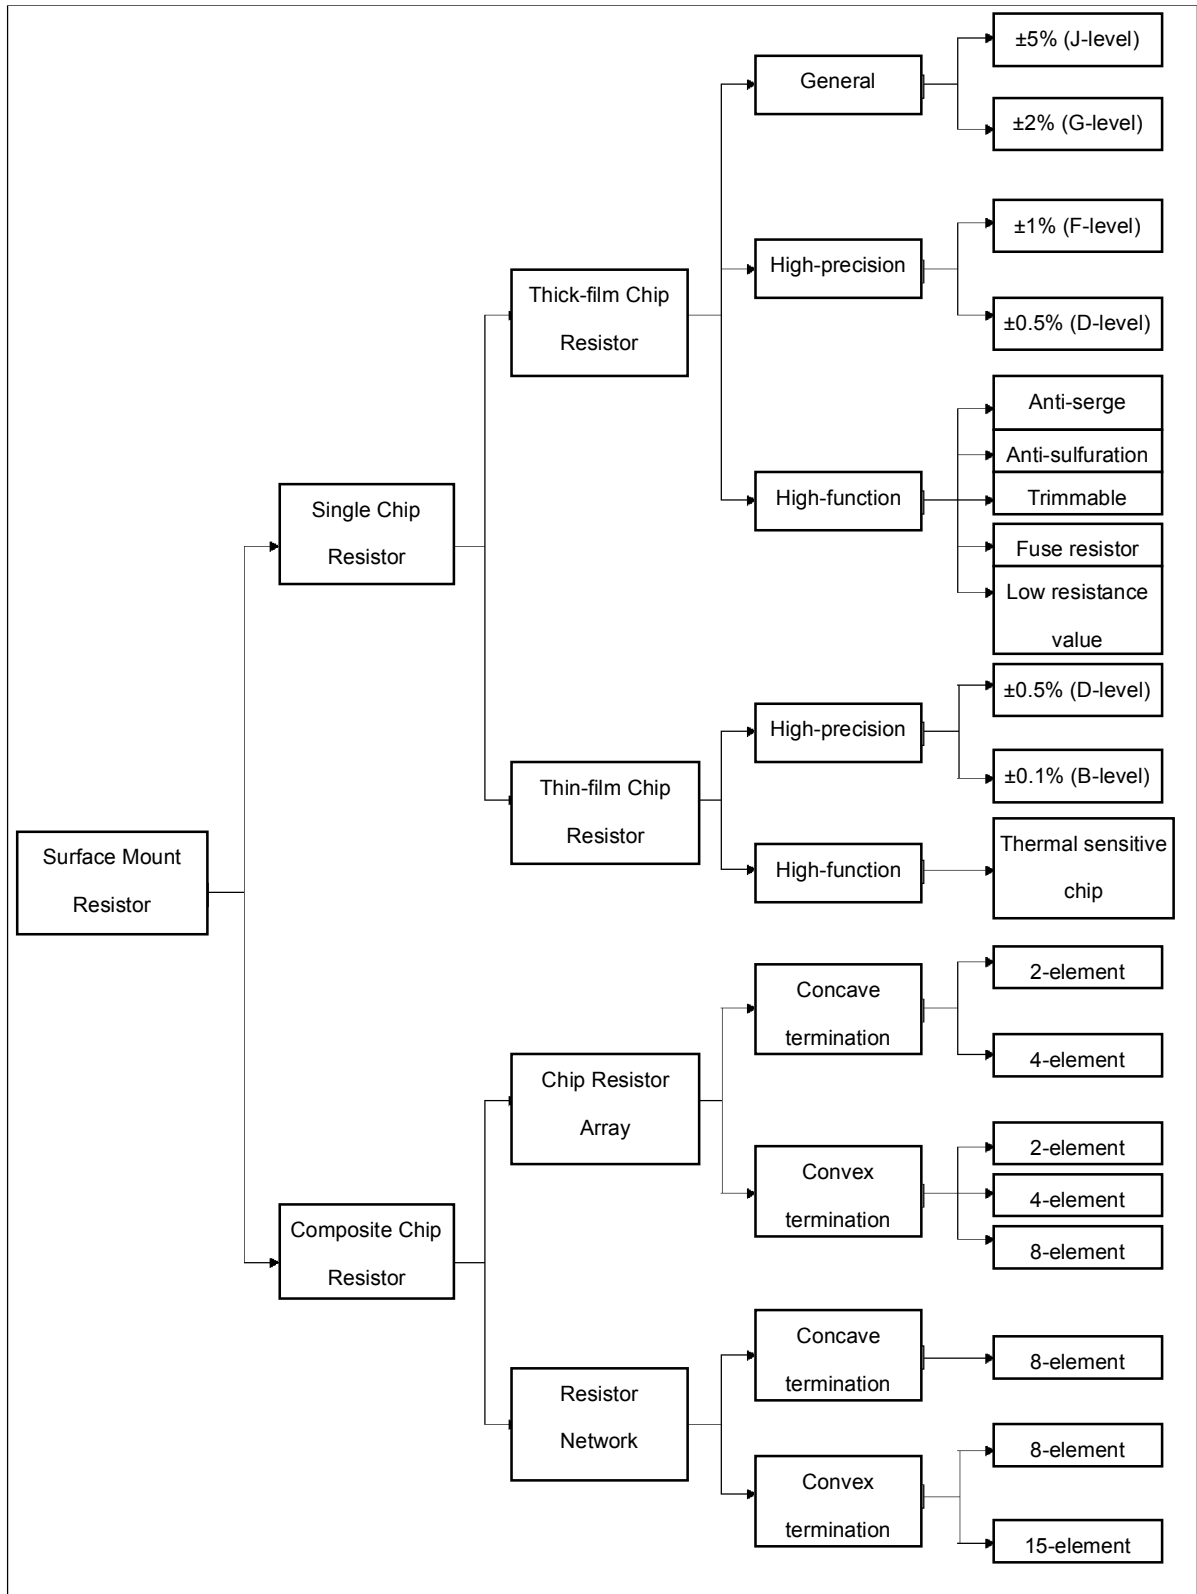 ±5% (J-level)
General
±2% (G-level)
±1% (F-level)
High-precision
Thick-film Chip
Resistor
±0.5% (D-level)
Anti-serge
Anti-sulfuration
High-function
Trimmable
Single Chip
Resistor
Fuse resistor
Low resistance
value
±0.5% (D-level)
High-precision
±0.1% (B-level)
Thin-film Chip
Resistor
Surface Mount
Resistor
High-function
Thermal sensitive
chip
2-element
Concave
termination
4-element
Chip Resistor
Array
2-element
Convex
termination
4-element
8-element
Composite Chip
Resistor
Concave
termination
8-element
Resistor
Network
8-element
Convex
termination
15-element